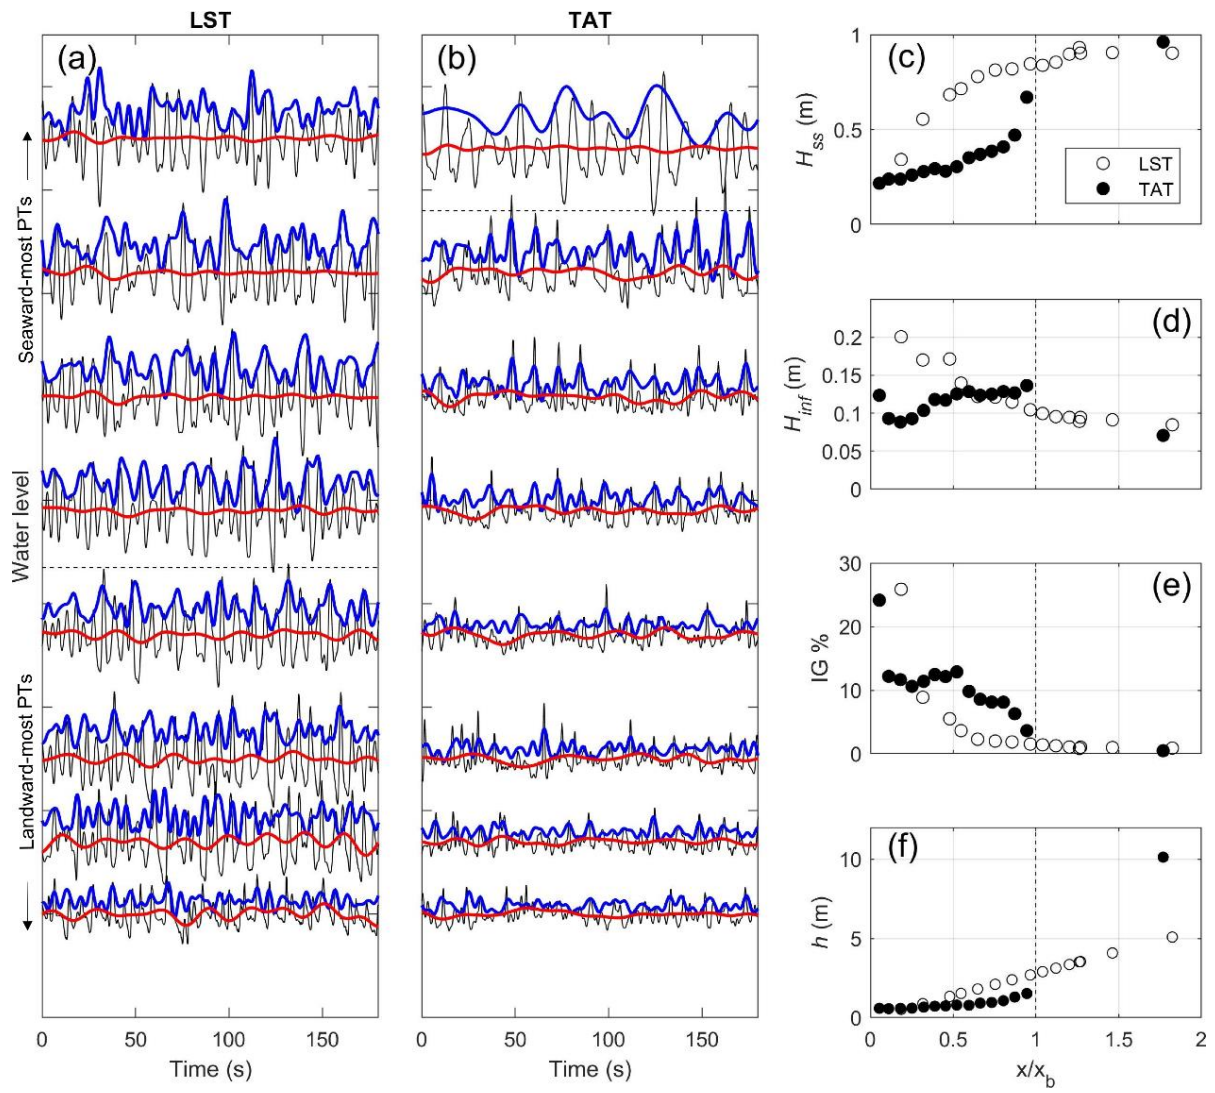 LST
TAT
(a)
(b)
Seaward-most PTs
Water level
Landward-most PTs
0
50
100
150
Time (s)
0
50
100
150
Time (s)
(c)
H_ss (m)
1
0.5
0
LST
TAT
(d)
H_inf (m)
0.2
0.15
0.1
0.05
0
(e)
IG %
30
20
10
0
(f)
h (m)
10
5
0
0
0.5
1
1.5
2
x/x_b